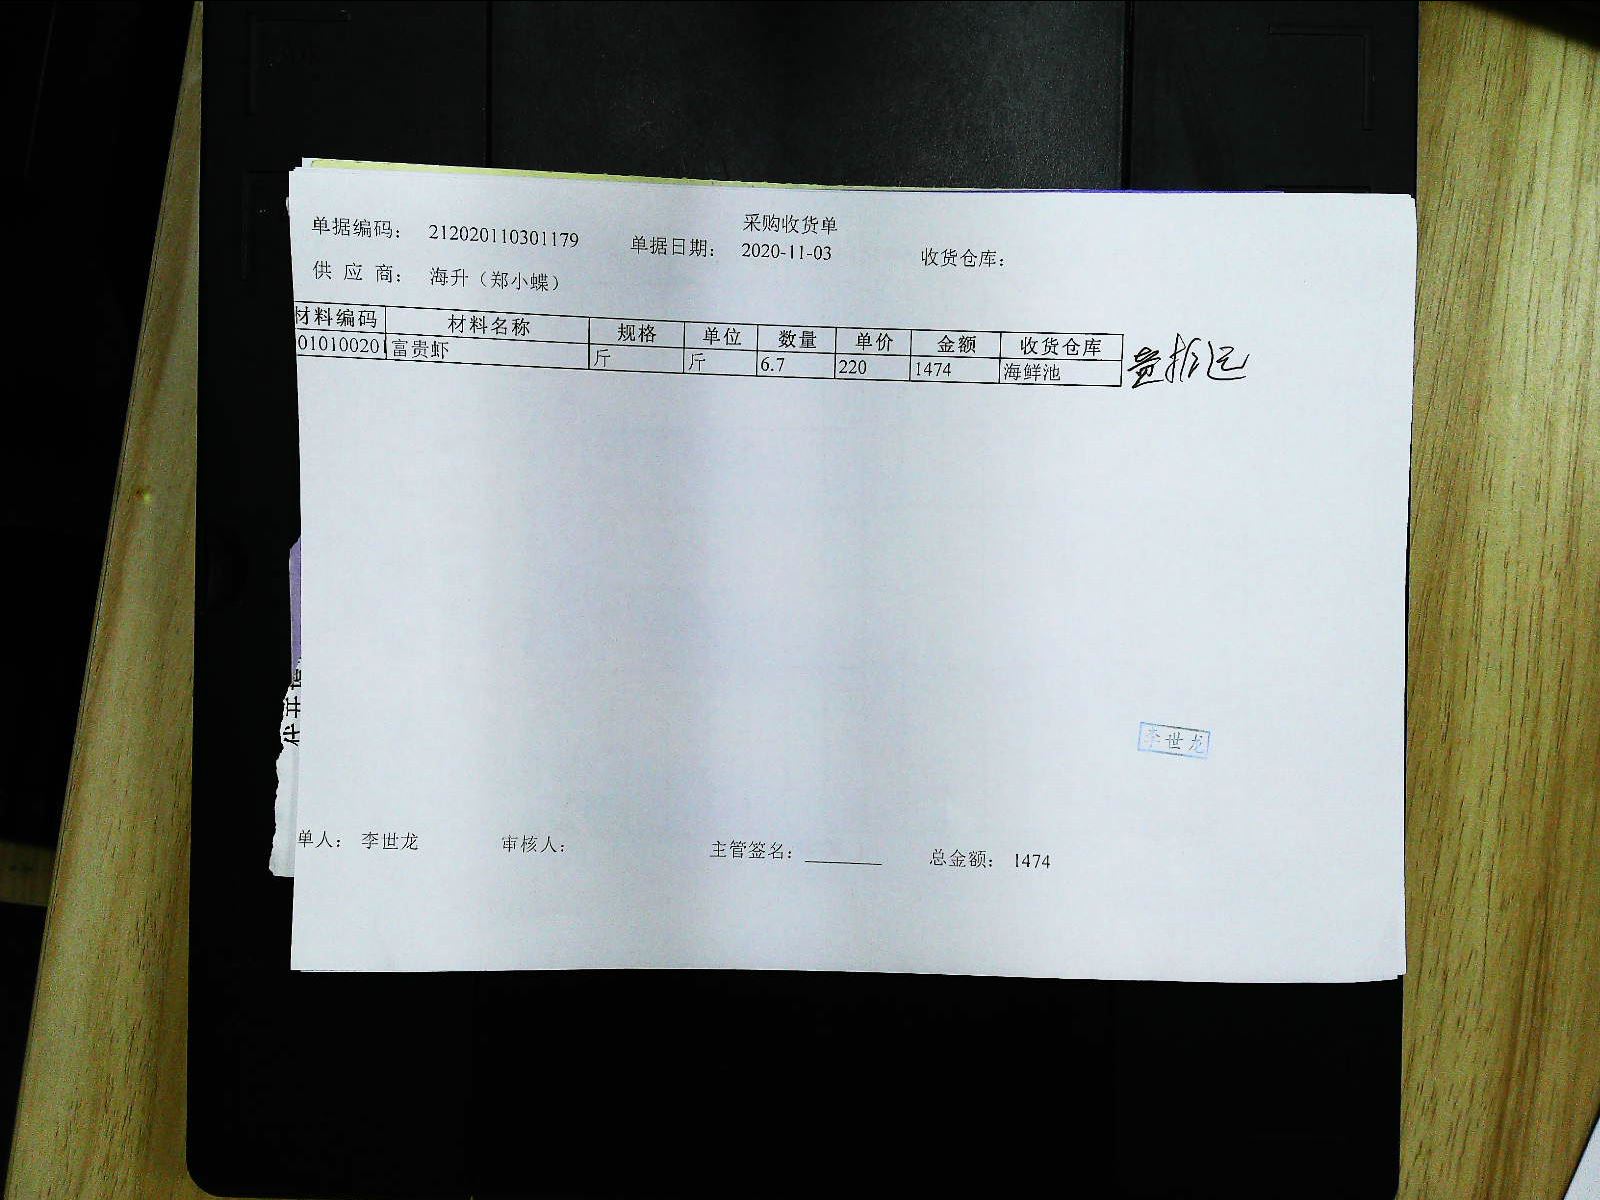 采购收货单
单据编码： 212020110301179 单据日期： 2020-11-03 收货仓库：
供 应 商： 海升（郑小蝶）
材料编码 材料名称 规格 单位 数量 单价 金额 收货仓库
01010020 富贵虾 斤 斤 6.7 220 1474 海鲜池
李世龙
单人： 李世龙 审核人： 主管签名： 总金额： 1474